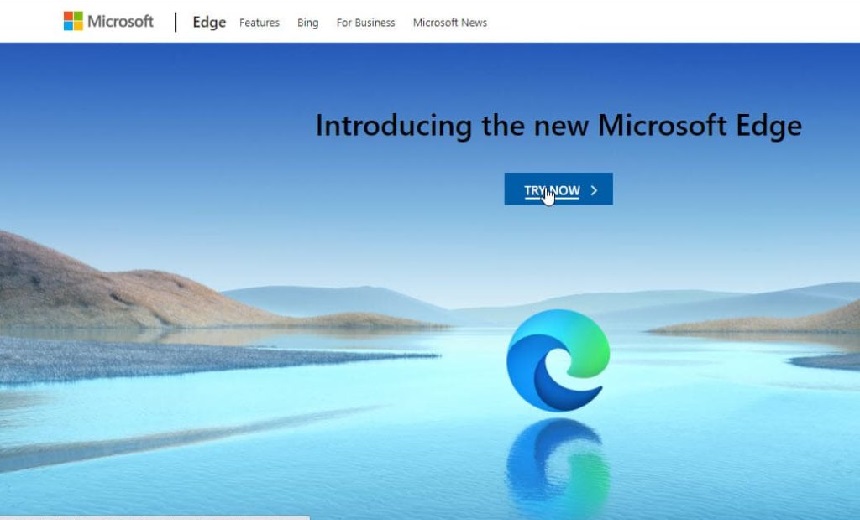 Microsoft | Edge Features Bing For Business Microsoft News
Introducing the new Microsoft Edge
TRY NOW >